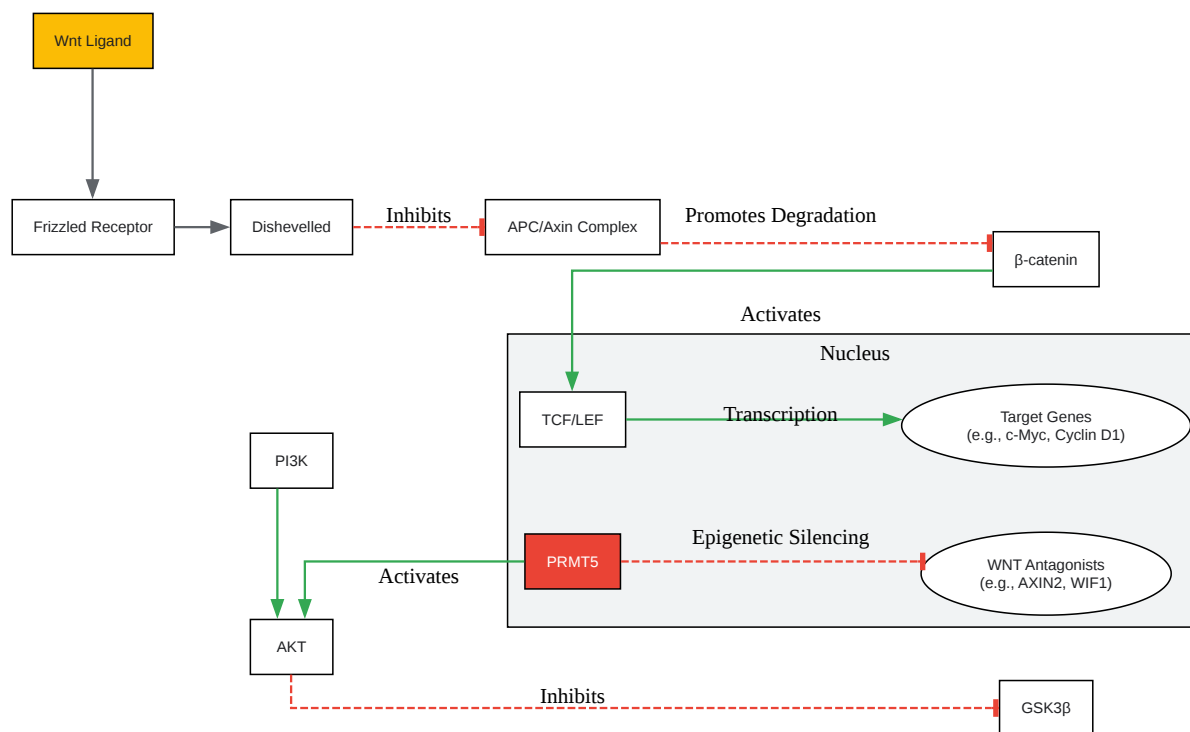 Wnt Ligand
Frizzled Receptor
Dishevelled
Inhibits
APC/Axin Complex
Promotes Degradation
β-catenin
Activates
Nucleus
TCF/LEF
Transcription
Target Genes
(e.g., c-Myc, Cyclin D1)
PI3K
PRMT5
Epigenetic Silencing
WNT Antagonists
(e.g., AXIN2, WIF1)
Activates
AKT
Inhibits
GSK3β